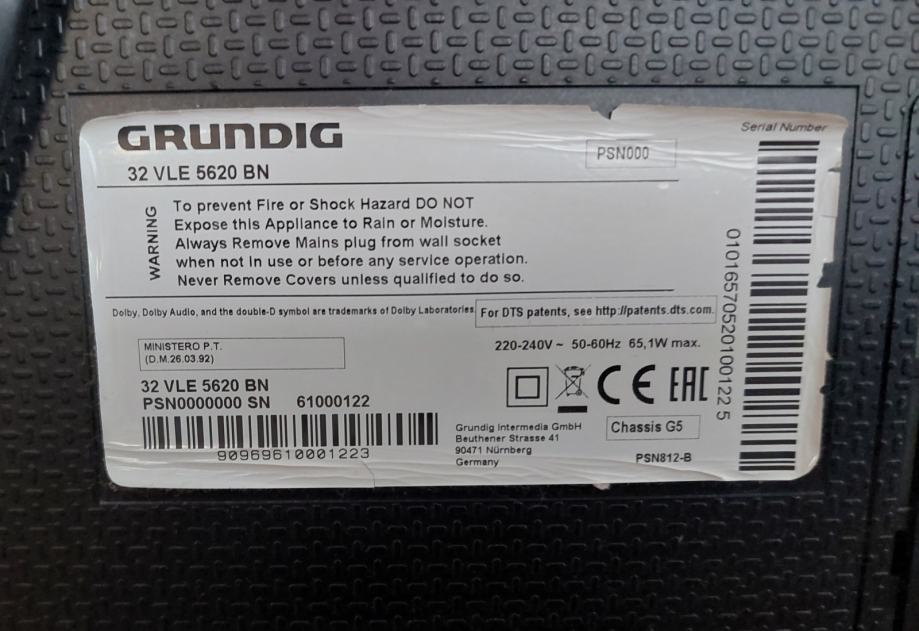 GRUNDIG
32 VLE 5620 BN
PSN000
Serial Number
WARNING
To prevent Fire or Shock Hazard DO NOT
Expose this Appliance to Rain or Moisture.
Always Remove Mains plug from wall socket
when not in use or before any service operation.
Never Remove Covers unless qualified to do so.
Dolby, Dolby Audio, and the double-D symbol are trademarks of Dolby Laboratories.
For DTS patents, see http://patents.dts.com.
MINISTERO P.T.
(D.M.26.03.92)
220-240V ~ 50-60Hz 65,1W max.
32 VLE 5620 BN
PSN0000000 SN 61000122
90969610001223
CE EAC
Grundig Intermedia GmbH
Beuthener Strasse 41
90471 Nürnberg
Germany
Chassis G5
PSN812-B
0101657052010012225